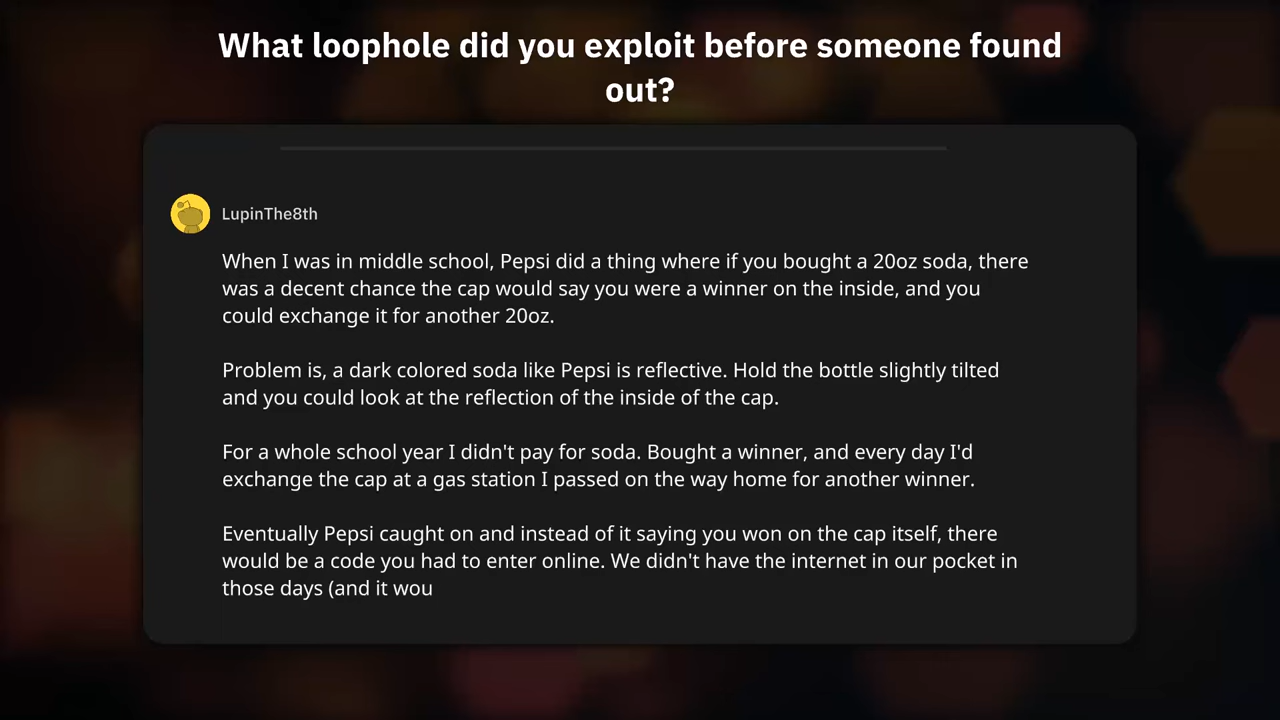 What loophole did you exploit before someone found
out?
LupinThe8th
When I was in middle school, Pepsi did a thing where if you bought a 20oz soda, there
was a decent chance the cap would say you were a winner on the inside, and you
could exchange it for another 20oz.
Problem is, a dark colored soda like Pepsi is reflective. Hold the bottle slightly tilted
and you could look at the reflection of the inside of the cap.
For a whole school year I didn't pay for soda. Bought a winner, and every day I'd
exchange the cap at a gas station I passed on the way home for another winner.
Eventually Pepsi caught on and instead of it saying you won on the cap itself, there
would be a code you had to enter online. We didn't have the internet in our pocket in
those days (and it wou